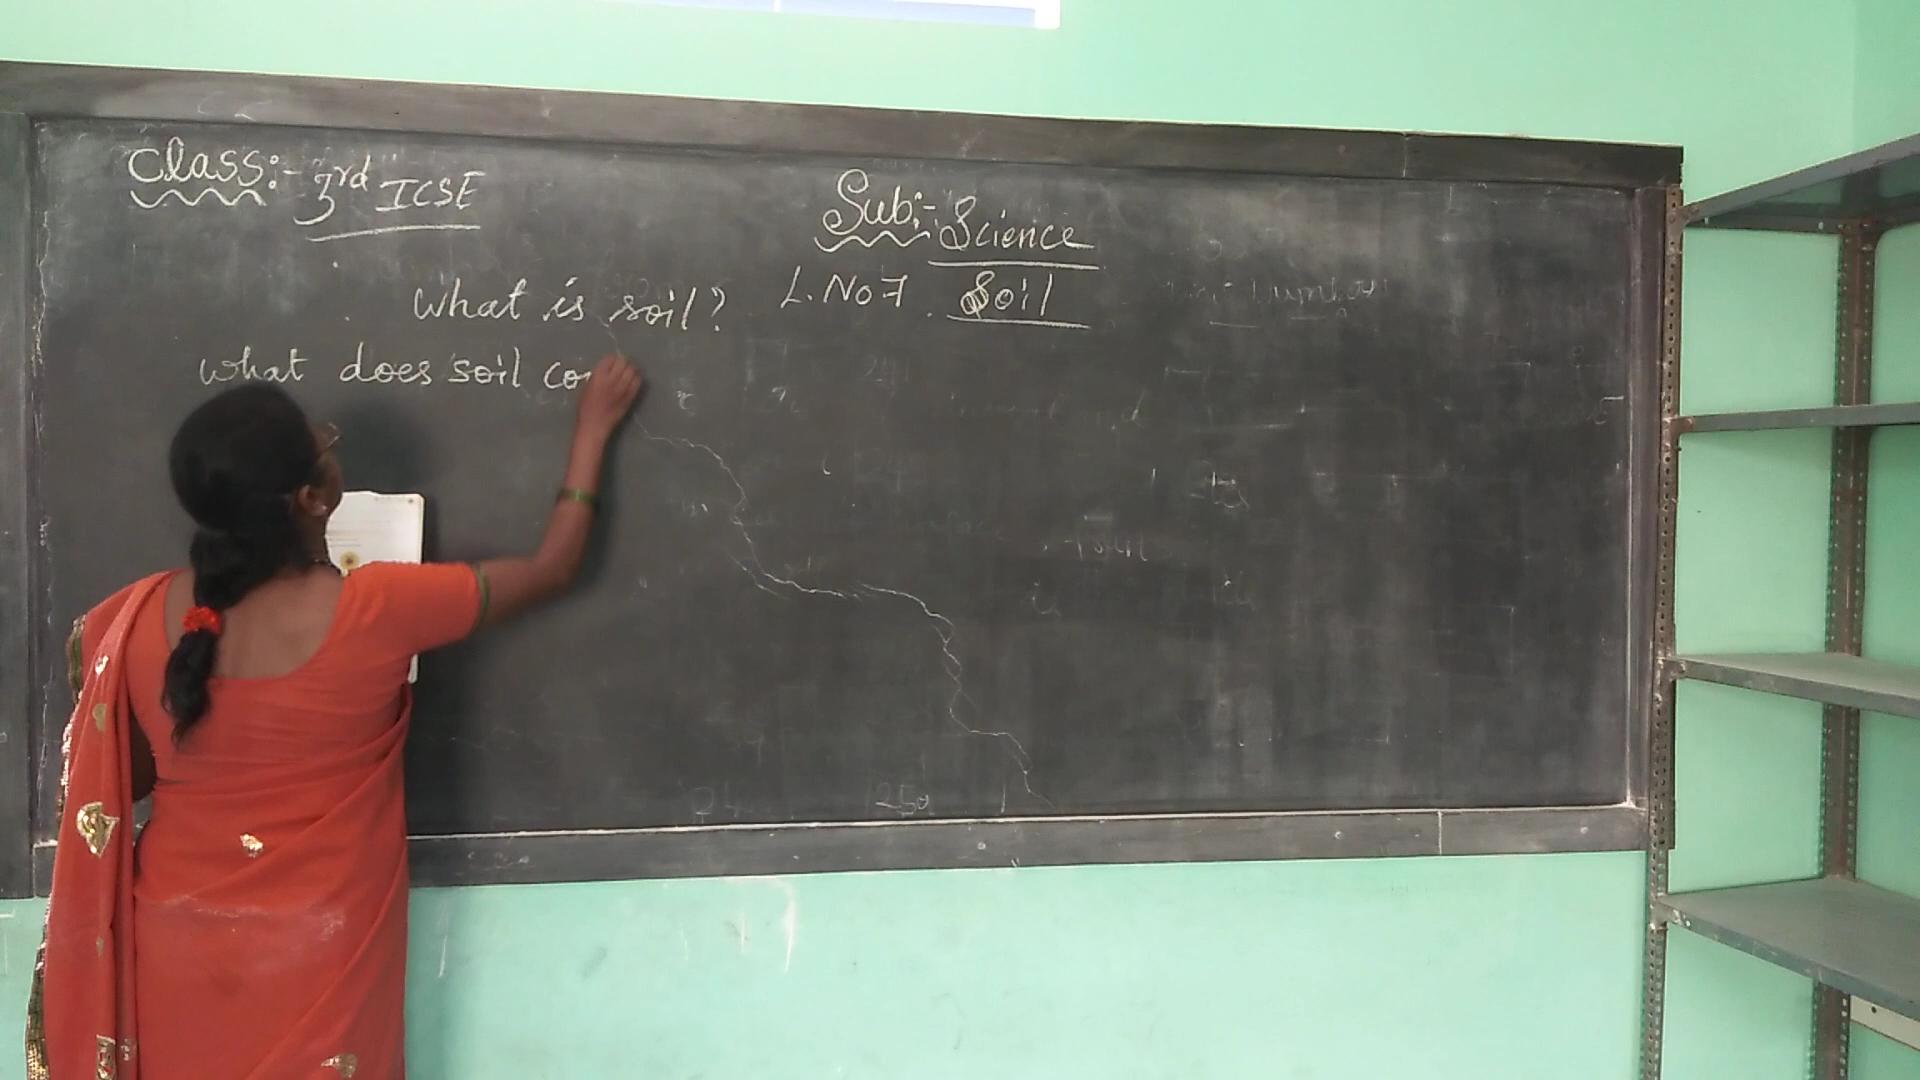 Class:- 3rd ICSE
Sub:- Science
L. No 7. Soil
What is soil?
what does soil co